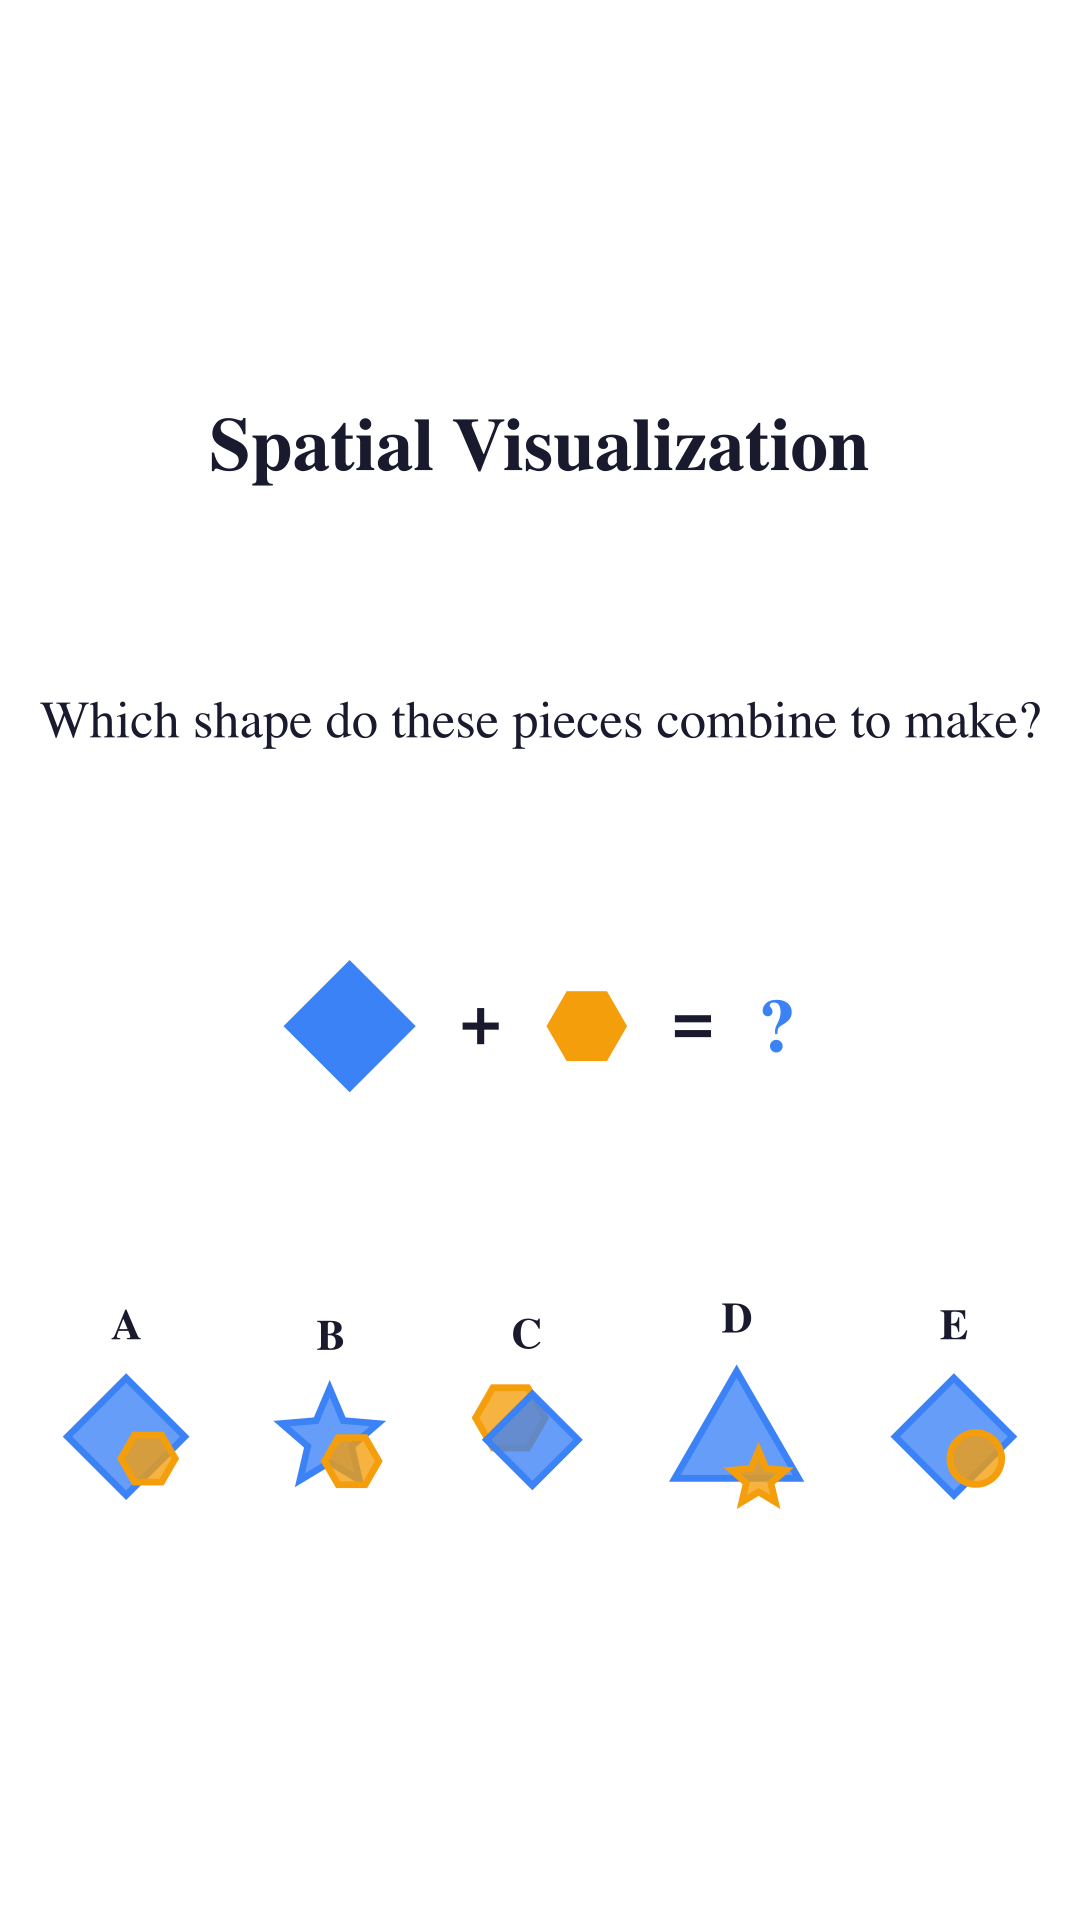 Spatial Visualization
Which shape do these pieces combine to make?
+ = ?
A B C D E